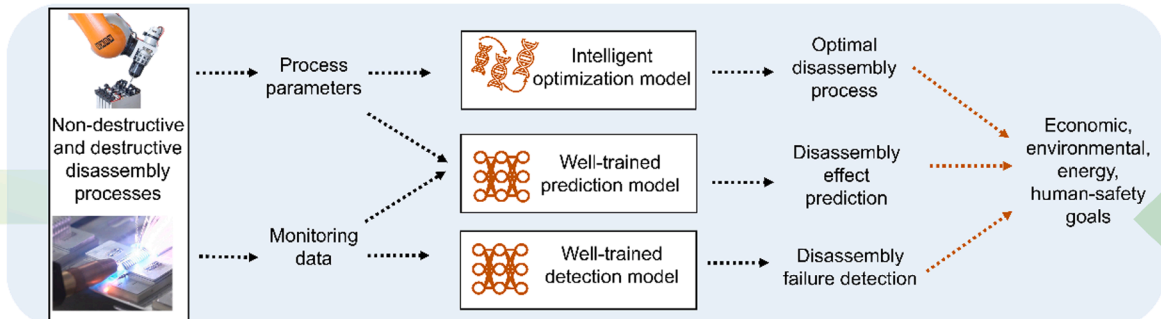 Non-destructive
and destructive
disassembly
processes
Process
parameters
Monitoring
data
Intelligent
optimization model
Well-trained
prediction model
Well-trained
detection model
Optimal
disassembly
process
Disassembly
effect
prediction
Disassembly
failure detection
Economic,
environmental,
energy,
human-safety
goals